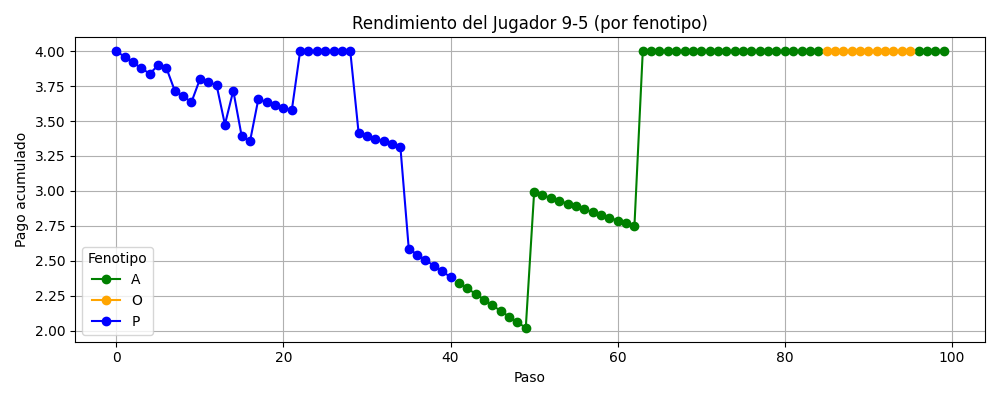 Rendimiento del Jugador 9-5 (por fenotipo)
Pago acumulado
4.00
3.75
3.50
3.25
3.00
2.75
2.50
2.25
2.00
Fenotipo
A
O
P
0
20
40
60
80
100
Paso